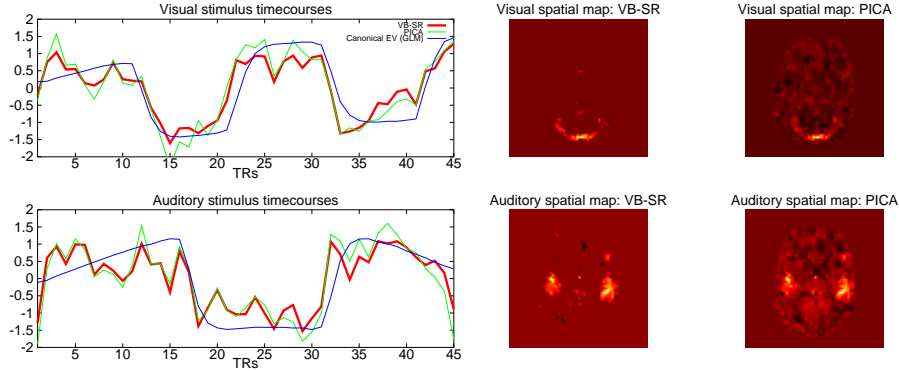 Visual stimulus timecourses
Visual spatial map: VB-SR
Visual spatial map: PICA
2
1.5
1
0.5
0
-0.5
-1
-1.5
-2
VB-SR
PICA
Canonical EV (GLM)
5 10 15 20 25 30 35 40 45
TRs
Auditory stimulus timecourses
Auditory spatial map: VB-SR
Auditory spatial map: PICA
2
1.5
1
0.5
0
-0.5
-1
-1.5
-2
5 10 15 20 25 30 35 40 45
TRs